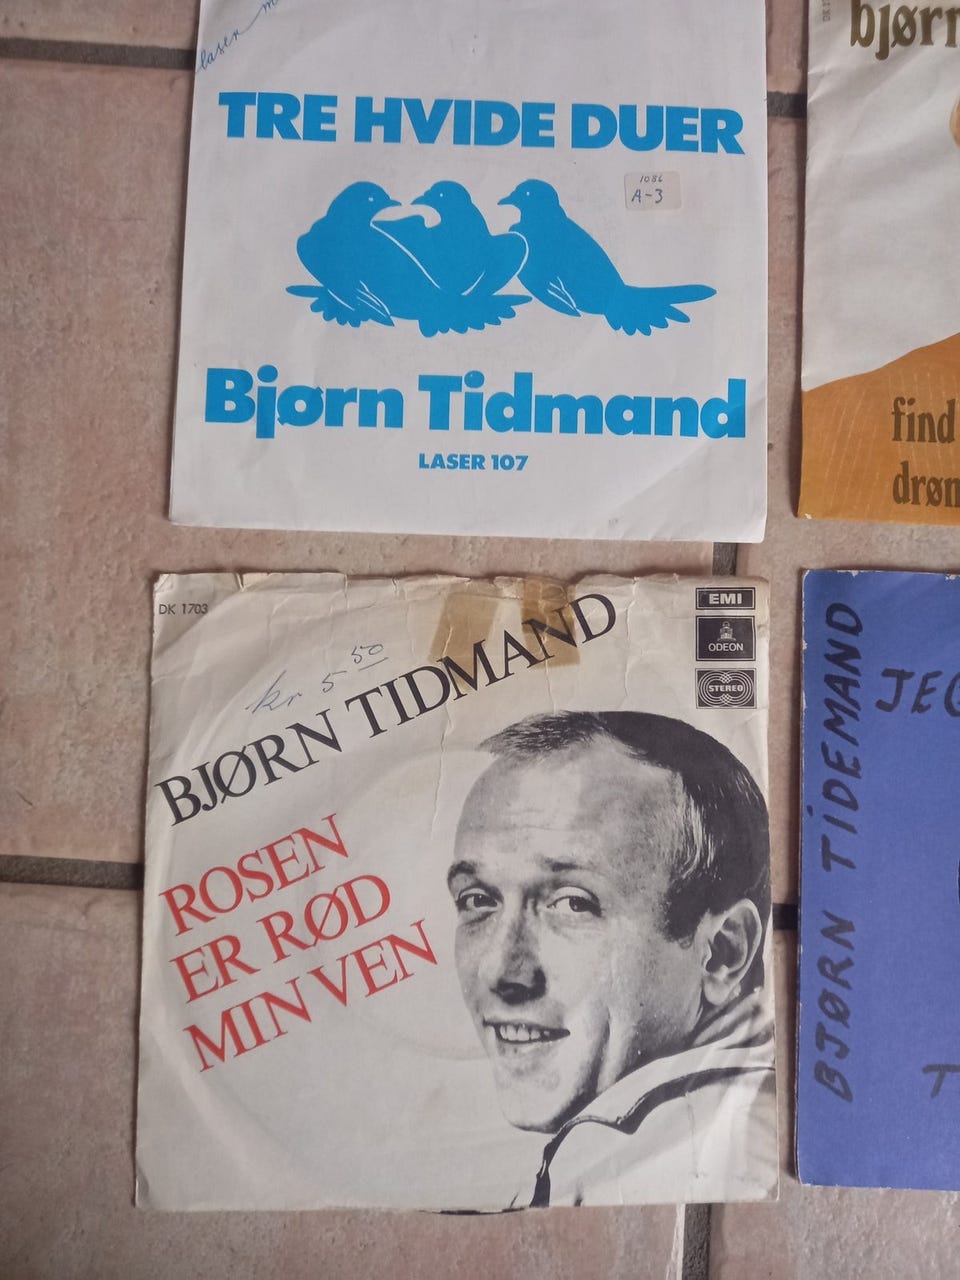 laser
TRE HVIDE DUER
1086
A-3
Bjørn Tidmand
LASER 107
bjørn
find
drøm
DK 1703
EMI
ODEON
STEREO
kr 5 50
BJØRN TIDMAND
ROSEN
ER RØD
MIN VEN
BJØRN TIDEMAND
JEG
T